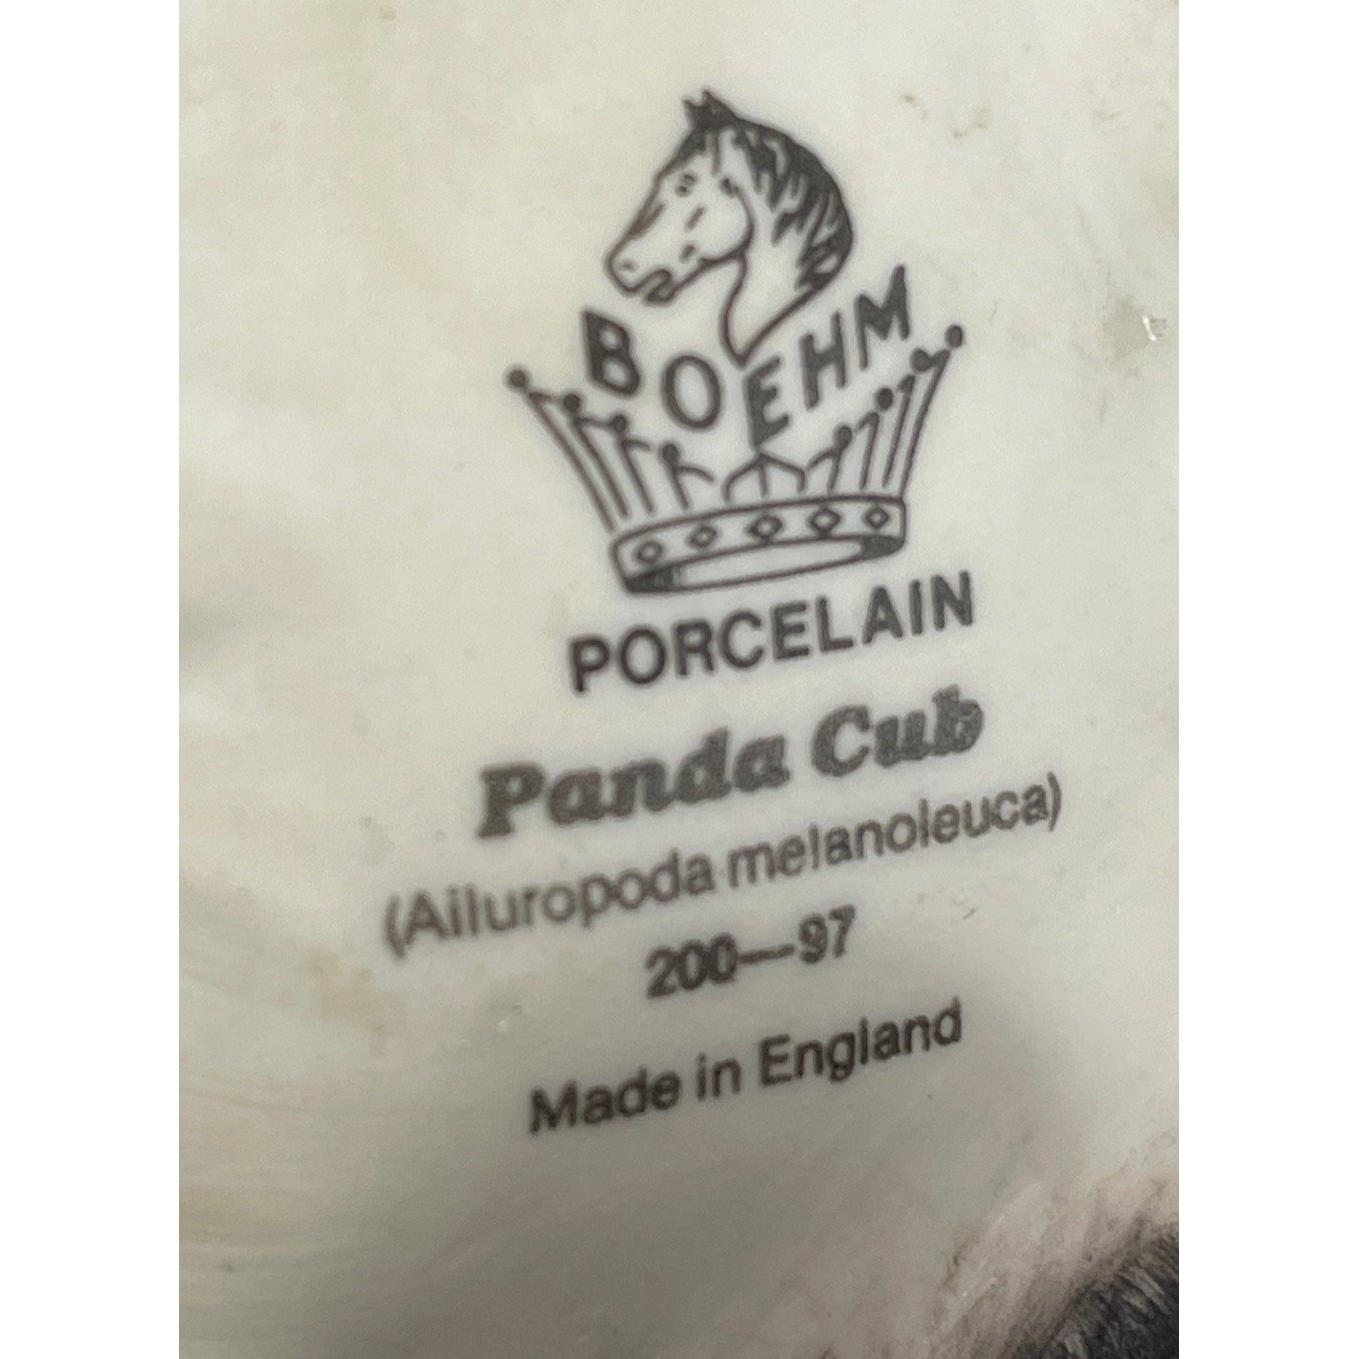 BOEHM
PORCELAIN
Panda Cub
(Ailuropoda melanoleuca)
200—97
Made in England